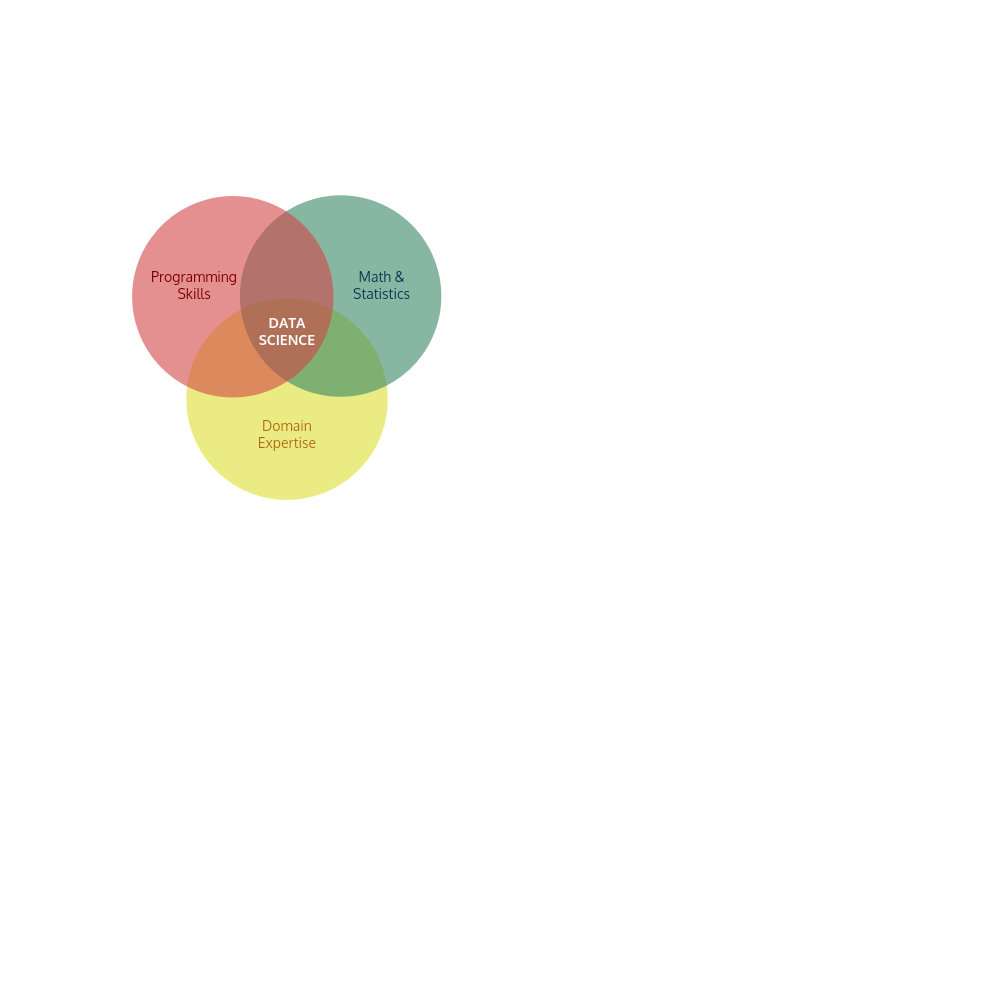 Programming
Skills
Math &
Statistics
DATA
SCIENCE
Domain
Expertise